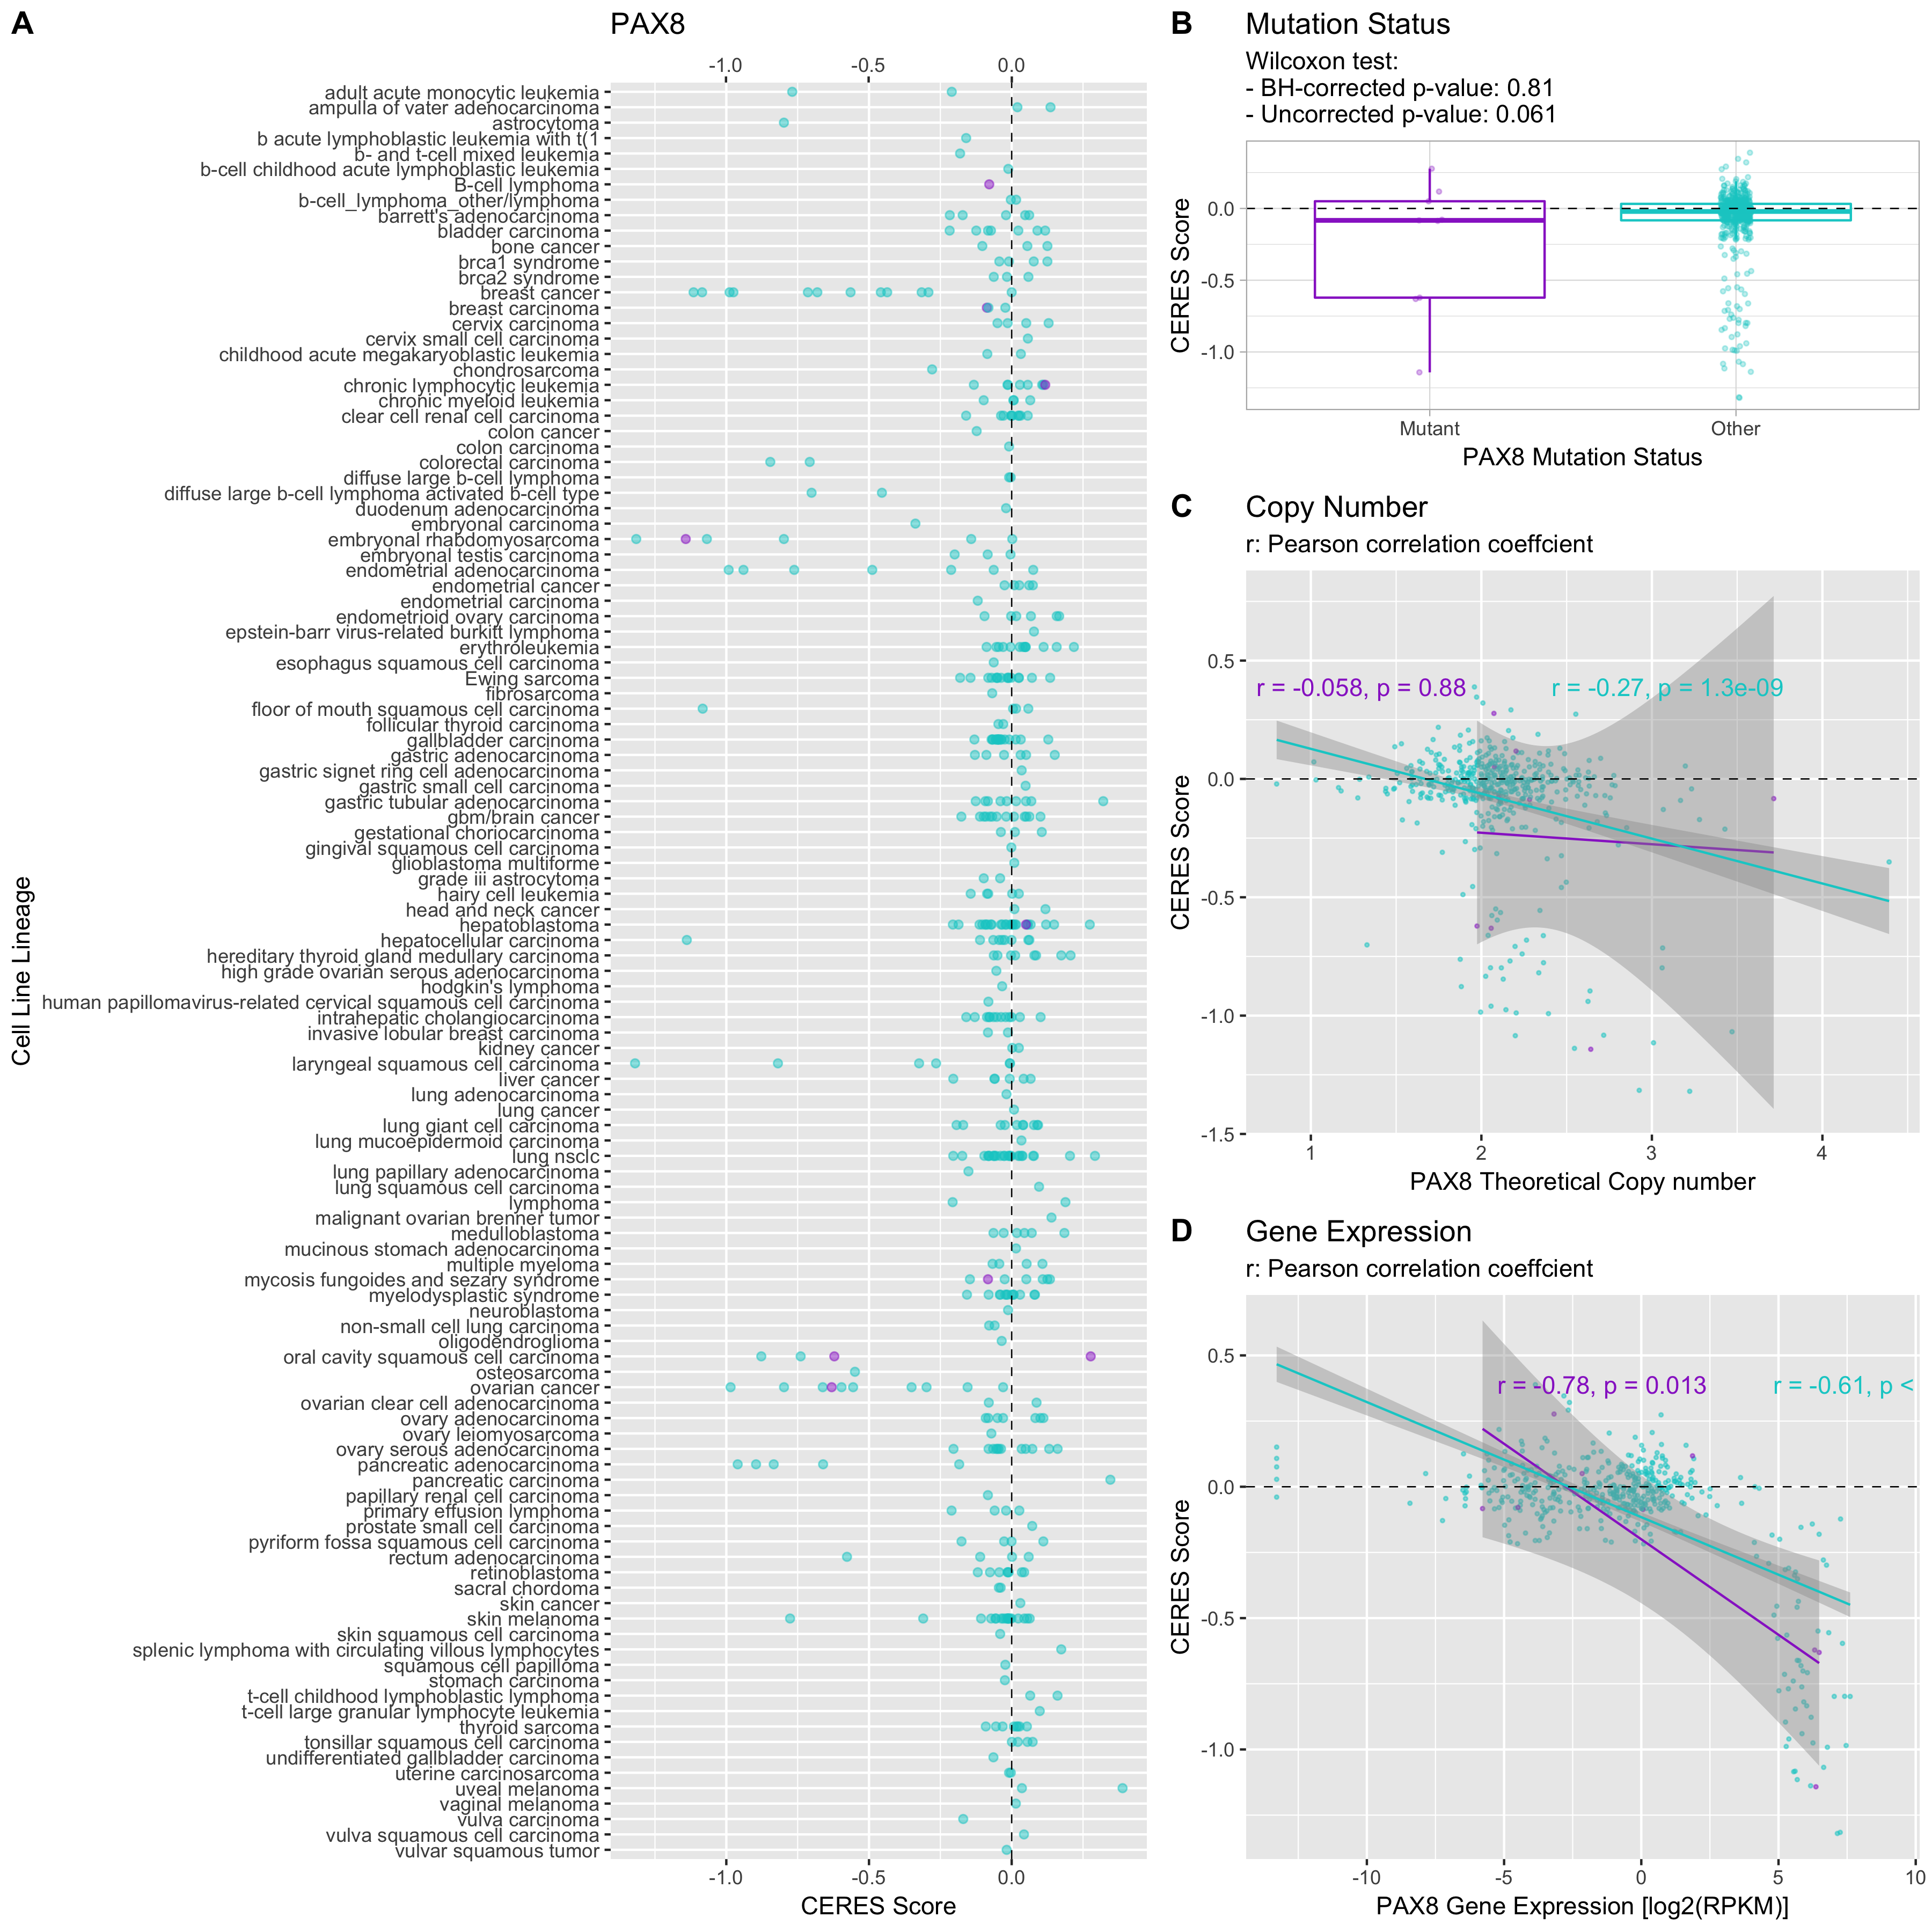 A
PAX8
-1.0
-0.5
0.0
adult acute monocytic leukemia
ampulla of vater adenocarcinoma
astrocytoma
b acute lymphoblastic leukemia with t(1
b- and t-cell mixed leukemia
b-cell childhood acute lymphoblastic leukemia
B-cell lymphoma
b-cell_lymphoma_other/lymphoma
barrett's adenocarcinoma
bladder carcinoma
bone cancer
brca1 syndrome
brca2 syndrome
breast cancer
breast carcinoma
cervix carcinoma
cervix small cell carcinoma
childhood acute megakaryoblastic leukemia
chondrosarcoma
chronic lymphocytic leukemia
chronic myeloid leukemia
clear cell renal cell carcinoma
colon cancer
colon carcinoma
colorectal carcinoma
diffuse large b-cell lymphoma
diffuse large b-cell lymphoma activated b-cell type
duodenum adenocarcinoma
embryonal carcinoma
embryonal rhabdomyosarcoma
embryonal testis carcinoma
endometrial adenocarcinoma
endometrial cancer
endometrial carcinoma
endometrioid ovary carcinoma
epstein-barr virus-related burkitt lymphoma
erythroleukemia
esophagus squamous cell carcinoma
Ewing sarcoma
fibrosarcoma
floor of mouth squamous cell carcinoma
follicular thyroid carcinoma
gallbladder carcinoma
gastric adenocarcinoma
gastric signet ring cell adenocarcinoma
gastric small cell carcinoma
gastric tubular adenocarcinoma
gbm/brain cancer
gestational choriocarcinoma
gingival squamous cell carcinoma
glioblastoma multiforme
grade iii astrocytoma
hairy cell leukemia
head and neck cancer
hepatoblastoma
hepatocellular carcinoma
hereditary thyroid gland medullary carcinoma
high grade ovarian serous adenocarcinoma
hodgkin's lymphoma
human papillomavirus-related cervical squamous cell carcinoma
intrahepatic cholangiocarcinoma
invasive lobular breast carcinoma
kidney cancer
laryngeal squamous cell carcinoma
liver cancer
lung adenocarcinoma
lung cancer
lung giant cell carcinoma
lung mucoepidermoid carcinoma
lung nsclc
lung papillary adenocarcinoma
lung squamous cell carcinoma
lymphoma
malignant ovarian brenner tumor
medulloblastoma
mucinous stomach adenocarcinoma
multiple myeloma
mycosis fungoides and sezary syndrome
myelodysplastic syndrome
neuroblastoma
non-small cell lung carcinoma
oligodendroglioma
oral cavity squamous cell carcinoma
osteosarcoma
ovarian cancer
ovarian clear cell adenocarcinoma
ovary adenocarcinoma
ovary leiomyosarcoma
ovary serous adenocarcinoma
pancreatic adenocarcinoma
pancreatic carcinoma
papillary renal cell carcinoma
primary effusion lymphoma
prostate small cell carcinoma
pyriform fossa squamous cell carcinoma
rectum adenocarcinoma
retinoblastoma
sacral chordoma
skin cancer
skin melanoma
skin squamous cell carcinoma
splenic lymphoma with circulating villous lymphocytes
squamous cell papilloma
stomach carcinoma
t-cell childhood lymphoblastic lymphoma
t-cell large granular lymphocyte leukemia
thyroid sarcoma
tonsillar squamous cell carcinoma
undifferentiated gallbladder carcinoma
uterine carcinosarcoma
uveal melanoma
vaginal melanoma
vulva carcinoma
vulva squamous cell carcinoma
vulvar squamous tumor
-1.0
-0.5
0.0
CERES Score
Cell Line Lineage
B
Mutation Status
Wilcoxon test:
- BH-corrected p-value: 0.81
- Uncorrected p-value: 0.061
0.0
-0.5
-1.0
CERES Score
Mutant
Other
PAX8 Mutation Status
C
Copy Number
r: Pearson correlation coeffcient
r = -0.058, p = 0.88
r = -0.27, p = 1.3e-09
0.5
0.0
-0.5
-1.0
-1.5
CERES Score
1
2
3
4
PAX8 Theoretical Copy number
D
Gene Expression
r: Pearson correlation coeffcient
r = -0.78, p = 0.013
r = -0.61, p <
0.5
0.0
-0.5
-1.0
CERES Score
-10
-5
0
5
10
PAX8 Gene Expression [log2(RPKM)]